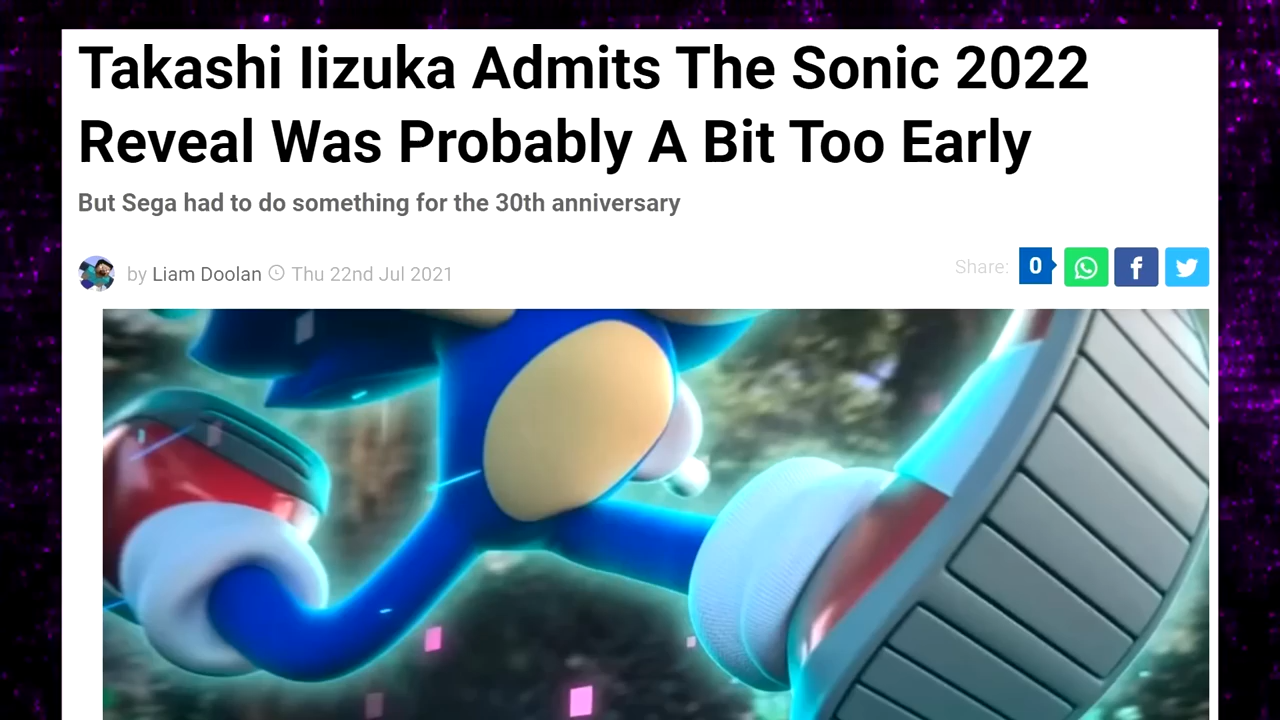 Takashi Iizuka Admits The Sonic 2022
Reveal Was Probably A Bit Too Early
But Sega had to do something for the 30th anniversary
by Liam Doolan Thu 22nd Jul 2021
Share: 0